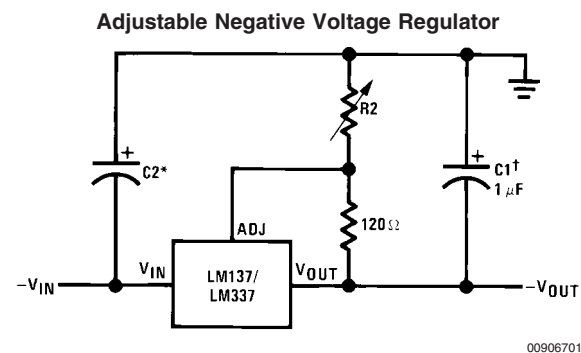 Adjustable Negative Voltage Regulator
R2
+
C2*
+
C1†
1 µF
ADJ
120Ω
−VIN
VIN
LM137/
LM337
VOUT
−VOUT
00906701